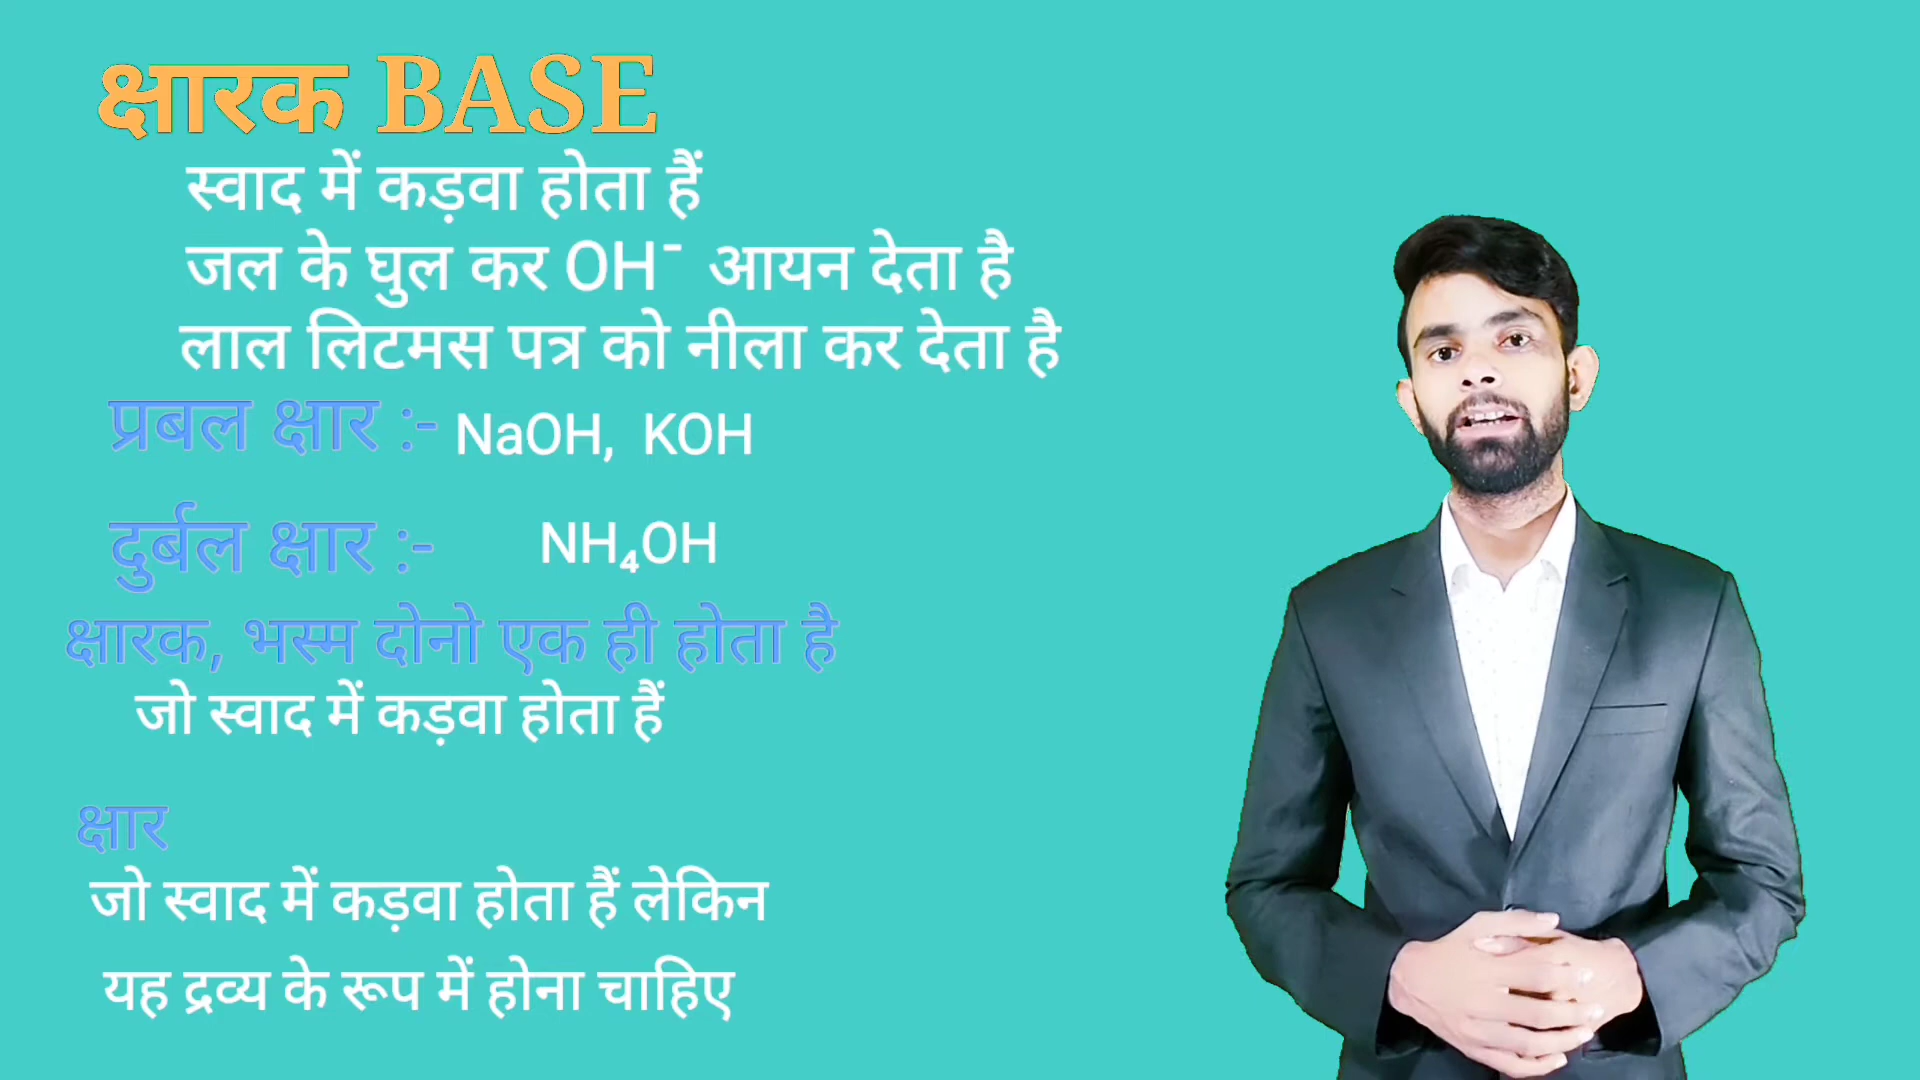 क्षारक BASE
स्वाद में कड़वा होता हैं
जल के घुल कर OH⁻ आयन देता है
लाल लिटमस पत्र को नीला कर देता है
प्रबल क्षार :- NaOH, KOH
दुर्बल क्षार :- NH₄OH
क्षारक, भस्म दोनो एक ही होता है
जो स्वाद में कड़वा होता हैं
क्षार
जो स्वाद में कड़वा होता हैं लेकिन
यह द्रव्य के रूप में होना चाहिए